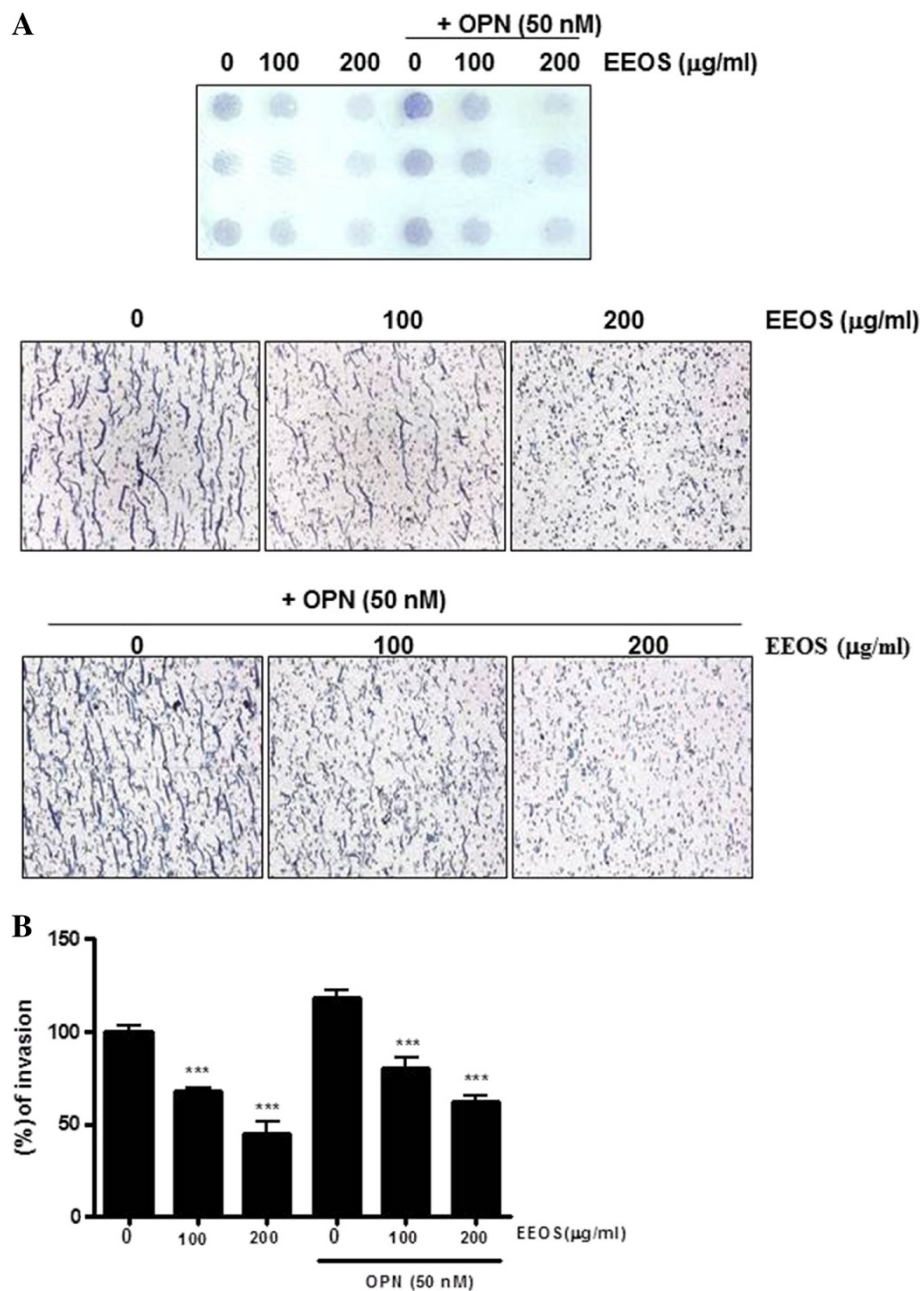 A
+ OPN (50 nM)
0 100 200 0 100 200 EEOS (μg/ml)
0 100 200 EEOS (μg/ml)
+ OPN (50 nM)
0 100 200 EEOS (μg/ml)
B
(%) of invasion
150
100
50
0
*** *** *** ***
0 100 200 0 100 200 EEOS(μg/ml)
OPN (50 nM)